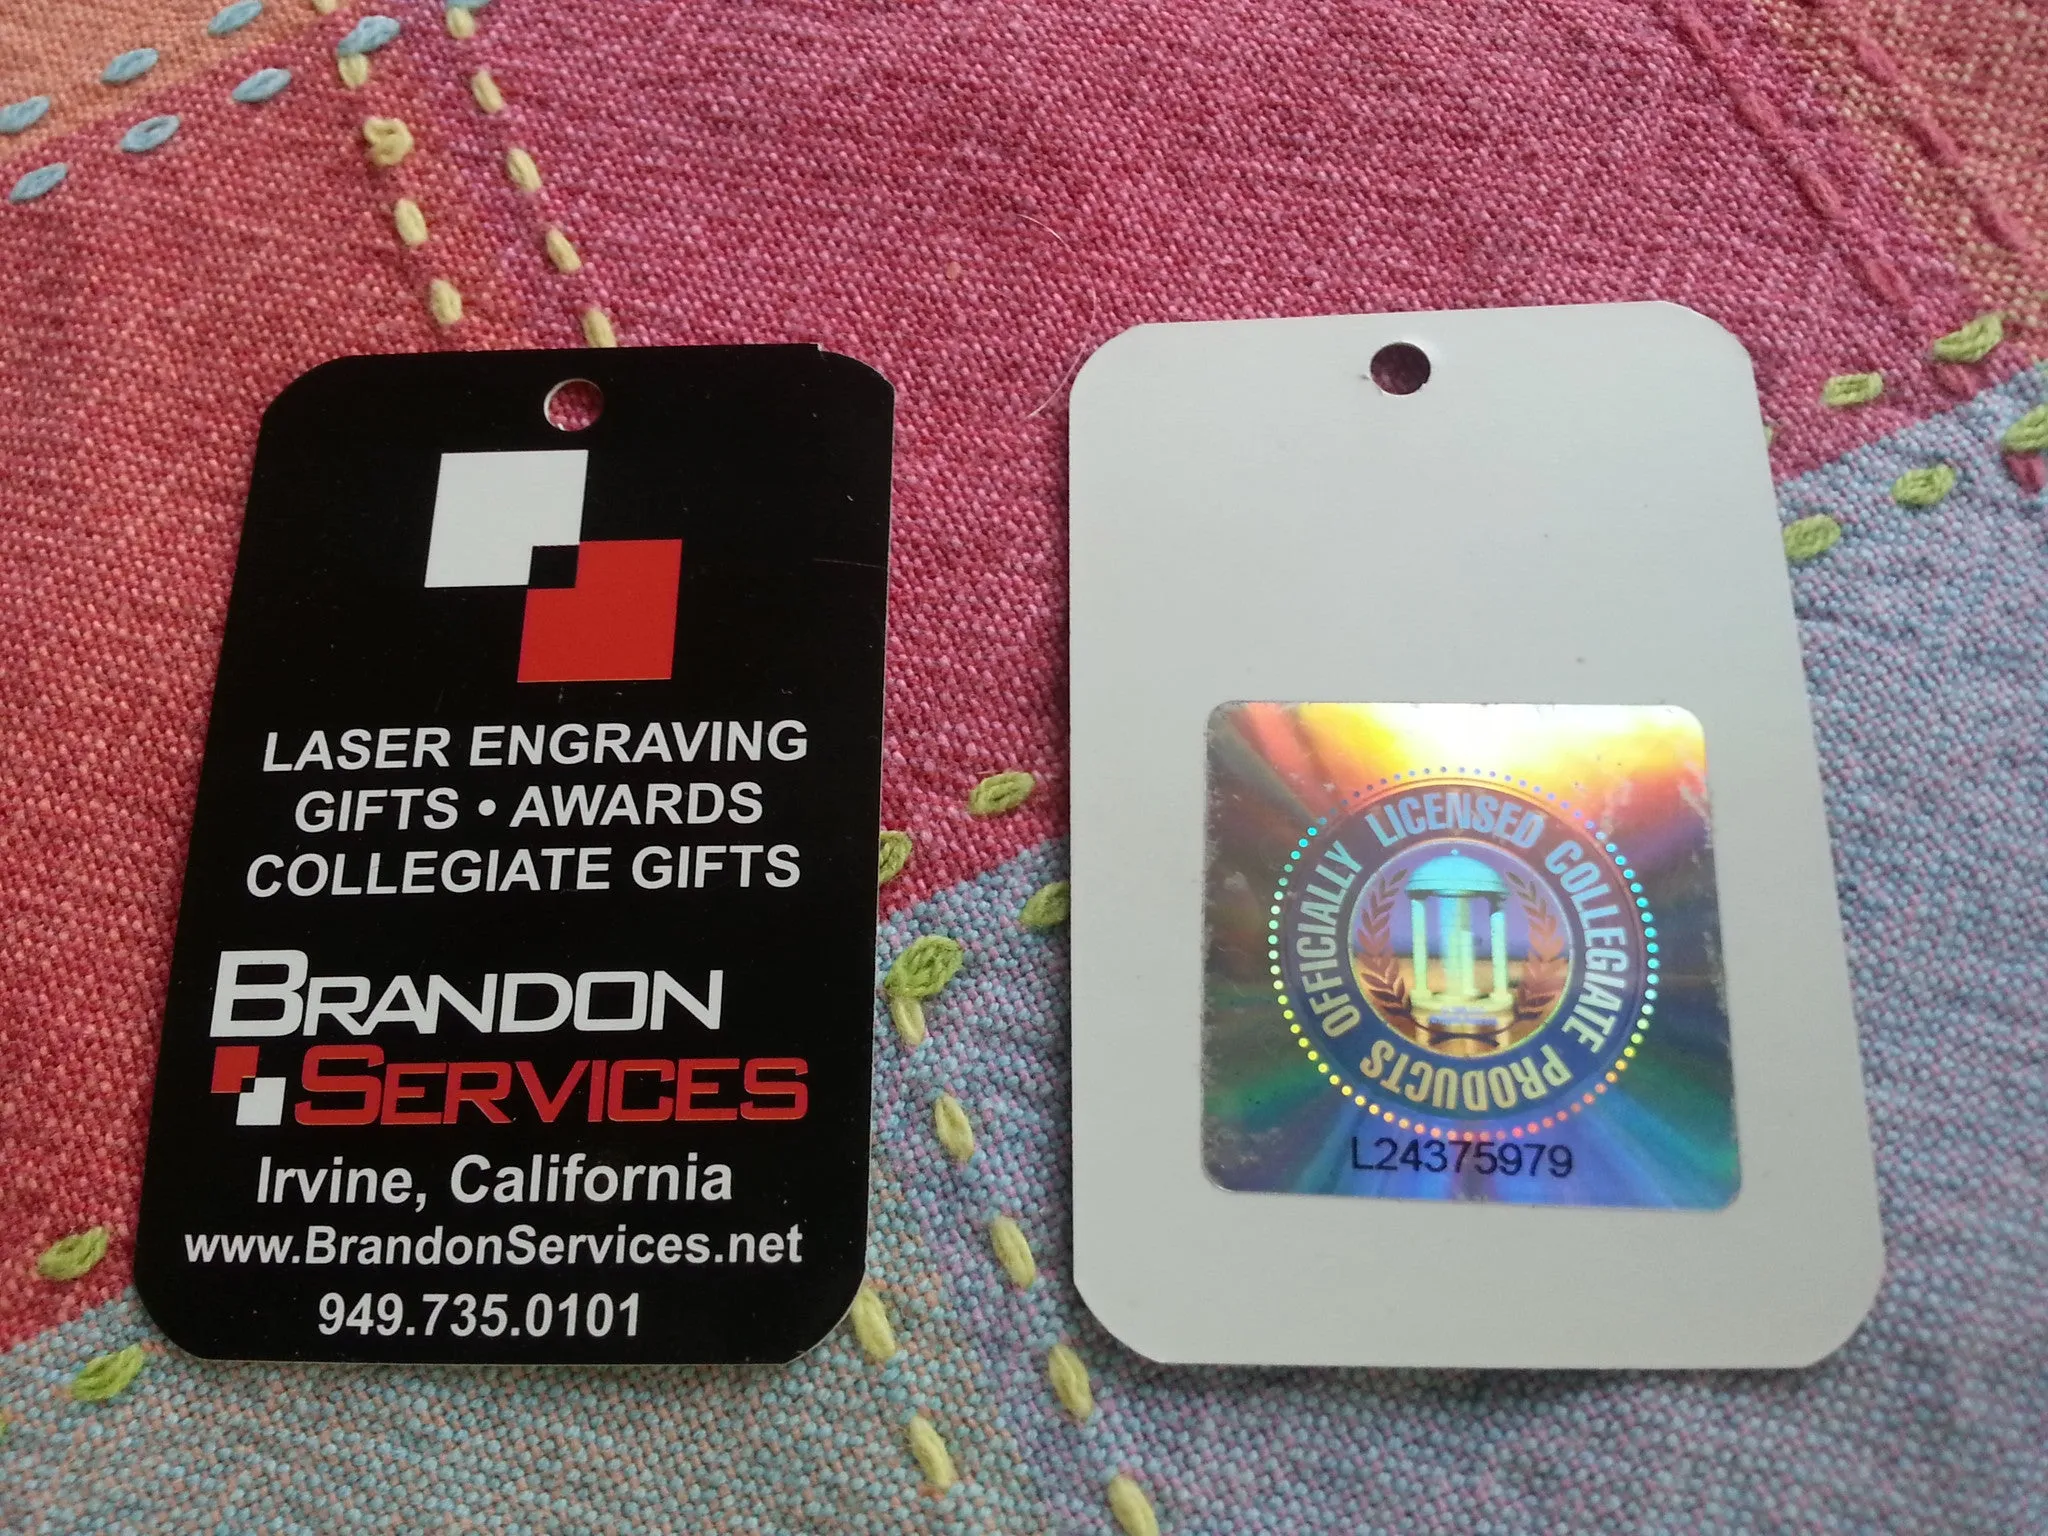 LASER ENGRAVING
GIFTS • AWARDS
COLLEGIATE GIFTS
BRANDON
SERVICES
Irvine, California
www.BrandonServices.net
949.735.0101
OFFICIALLY LICENSED COLLEGIATE PRODUCTS
L24375979